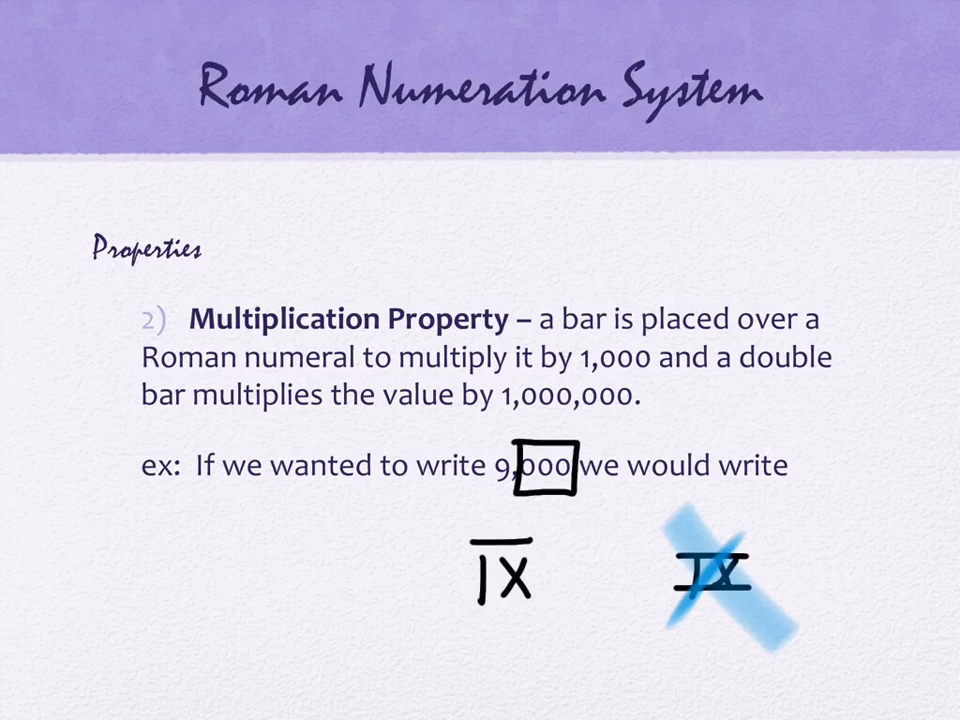 Roman Numeration System
Properties
2) Multiplication Property – a bar is placed over a
Roman numeral to multiply it by 1,000 and a double
bar multiplies the value by 1,000,000.
ex: If we wanted to write 9,000 we would write
I̅X̅ IX